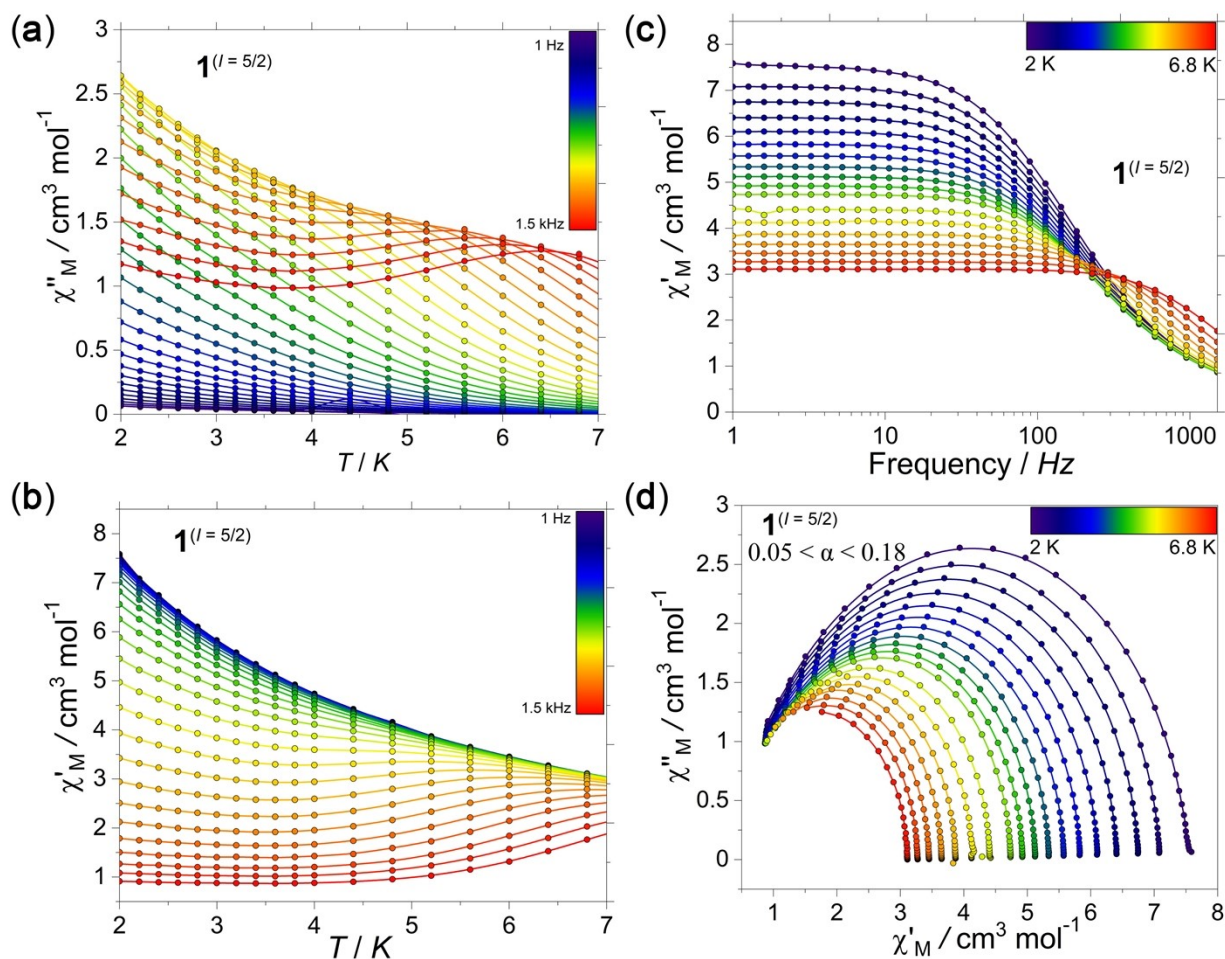 (a)
3
2.5
2
1.5
1
0.5
0
χ''M / cm3 mol-1
1(I = 5/2)
1 Hz
1.5 kHz
2 3 4 5 6 7
T / K
(c)
8
7
6
5
4
3
2
1
0
χ'M / cm3 mol-1
2 K 6.8 K
1(I = 5/2)
1 10 100 1000
Frequency / Hz
(b)
8
7
6
5
4
3
2
1
χ'M / cm3 mol-1
1(I = 5/2)
1 Hz
1.5 kHz
2 3 4 5 6 7
T / K
(d)
3
2.5
2
1.5
1
0.5
0
χ''M / cm3 mol-1
1(I = 5/2)
0.05 < α < 0.18
2 K 6.8 K
1 2 3 4 5 6 7 8
χ'M / cm3 mol-1